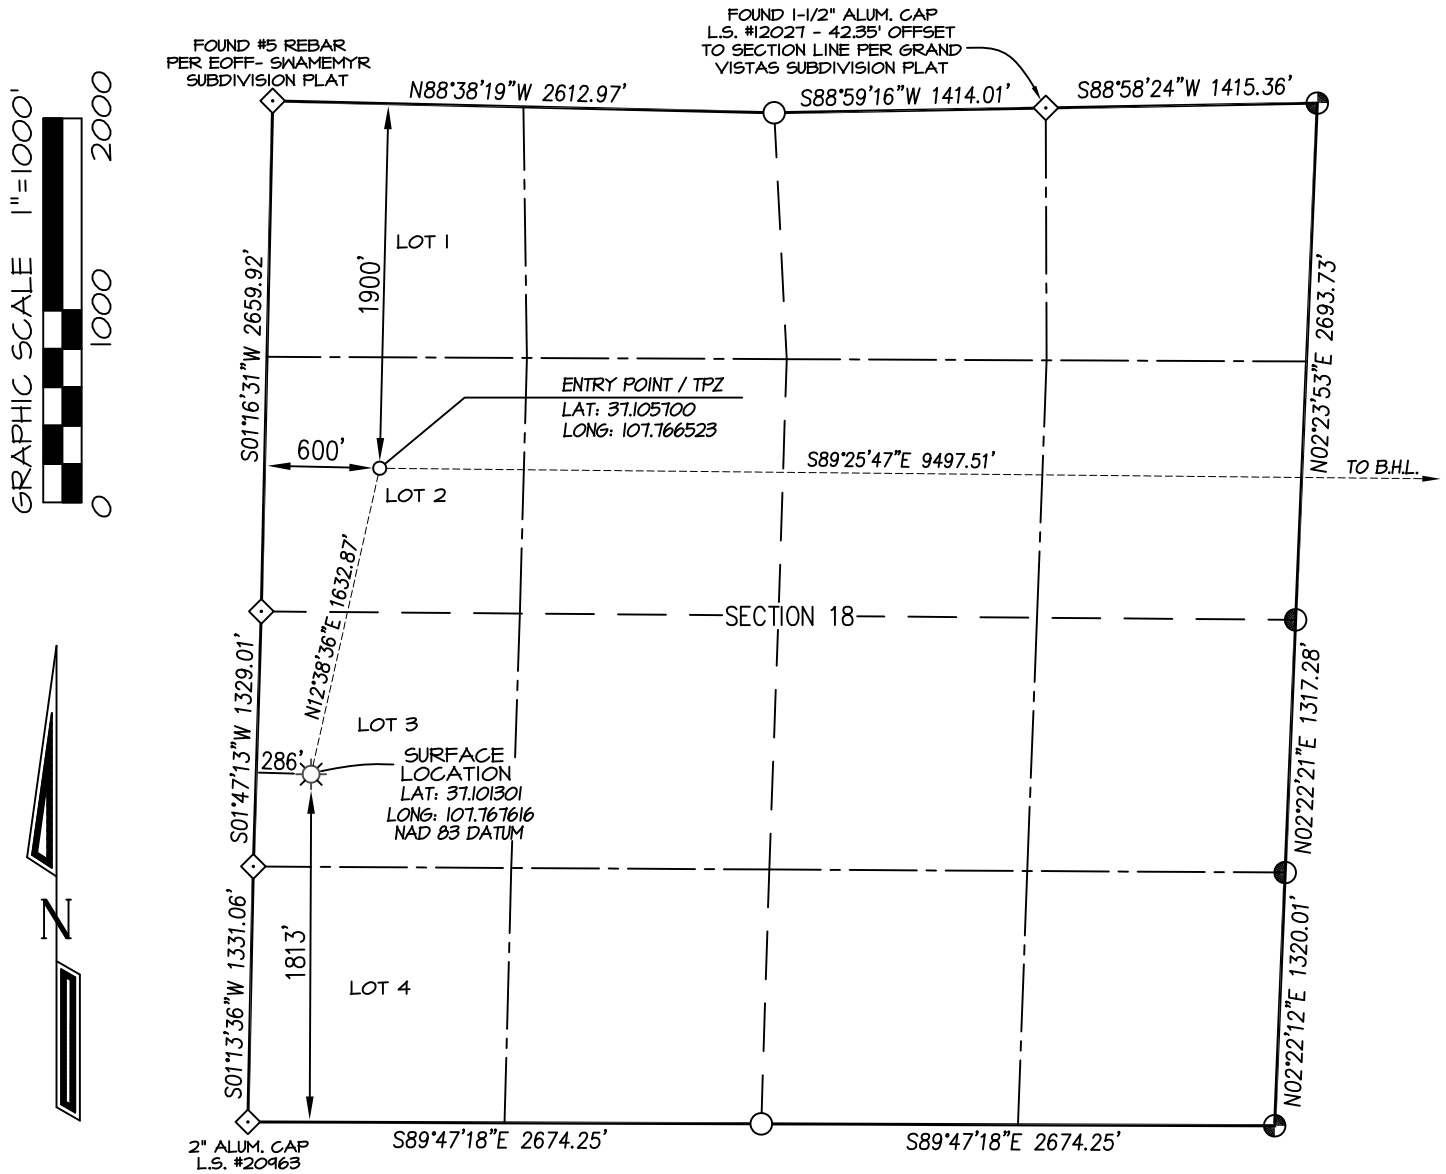 FOUND 1-1/2" ALUM. CAP
L.S. #12027 - 42.35' OFFSET
TO SECTION LINE PER GRAND
VISTAS SUBDIVISION PLAT
FOUND #5 REBAR
PER EOFF- SWAMEMYR
SUBDIVISION PLAT
N88°38'19"W 2612.97'
S88°59'16"W 1414.01'
S88°58'24"W 1415.36'
GRAPHIC SCALE 1"=1000'
2000
1000
0
LOT 1
1900'
S01°16'31"W 2659.92'
N02°23'53"E 2693.73'
ENTRY POINT / TPZ
LAT: 37.105700
LONG: 107.766523
600'
S89°25'47"E 9497.51'
TO B.H.L.
LOT 2
N12°38'36"E 1632.87'
SECTION 18
S01°47'13"W 1329.01'
N02°22'21"E 1317.28'
LOT 3
286'
SURFACE
LOCATION
LAT: 37.101301
LONG: 107.767616
NAD 83 DATUM
N
S01°13'36"W 1331.06'
1813'
LOT 4
N02°22'12"E 1320.01'
S89°47'18"E 2674.25'
S89°47'18"E 2674.25'
2" ALUM. CAP
L.S. #20963